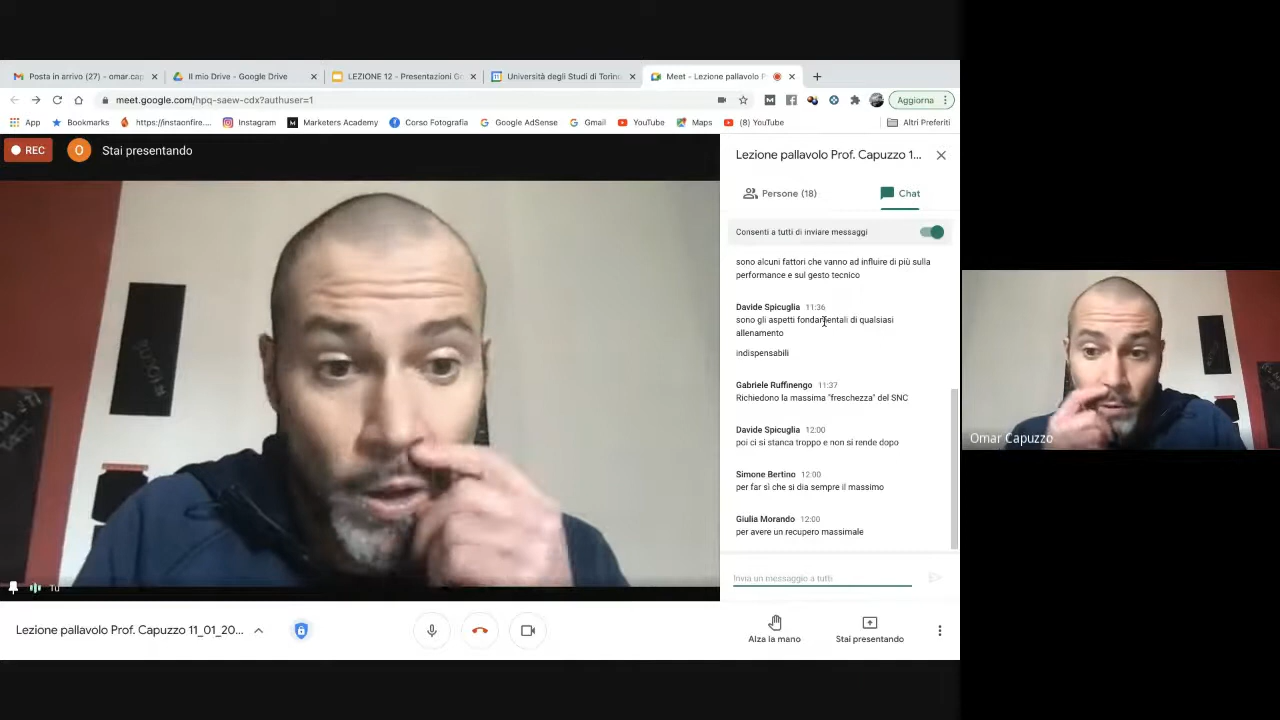 Posta in arrivo (27) - omar.cap
Il mio Drive - Google Drive
LEZIONE 12 - Presentazioni Go
Università degli Studi di Torino
Meet - Lezione pallavolo P
meet.google.com/hpq-saew-cdx?authuser=1
Aggiorna
App
Bookmarks
https://instaonfire....
Instagram
Marketers Academy
Corso Fotografia
Google AdSense
Gmail
YouTube
Maps
(8) YouTube
Altri Preferiti
REC
O
Stai presentando
Lezione pallavolo Prof. Capuzzo 1...
Persone (18)
Chat
Consenti a tutti di inviare messaggi
sono alcuni fattori che vanno ad influire di più sulla
performance e sul gesto tecnico
Davide Spicuglia 11:36
sono gli aspetti fondamentali di qualsiasi
allenamento
indispensabili
Gabriele Ruffinengo 11:37
Richiedono la massima "freschezza" del SNC
Davide Spicuglia 12:00
poi ci si stanca troppo e non si rende dopo
Simone Bertino 12:00
per far sì che si dia sempre il massimo
Giulia Morando 12:00
per avere un recupero massimale
Invia un messaggio a tutti
Tu
Lezione pallavolo Prof. Capuzzo 11_01_20...
Alza la mano
Stai presentando
Omar Capuzzo